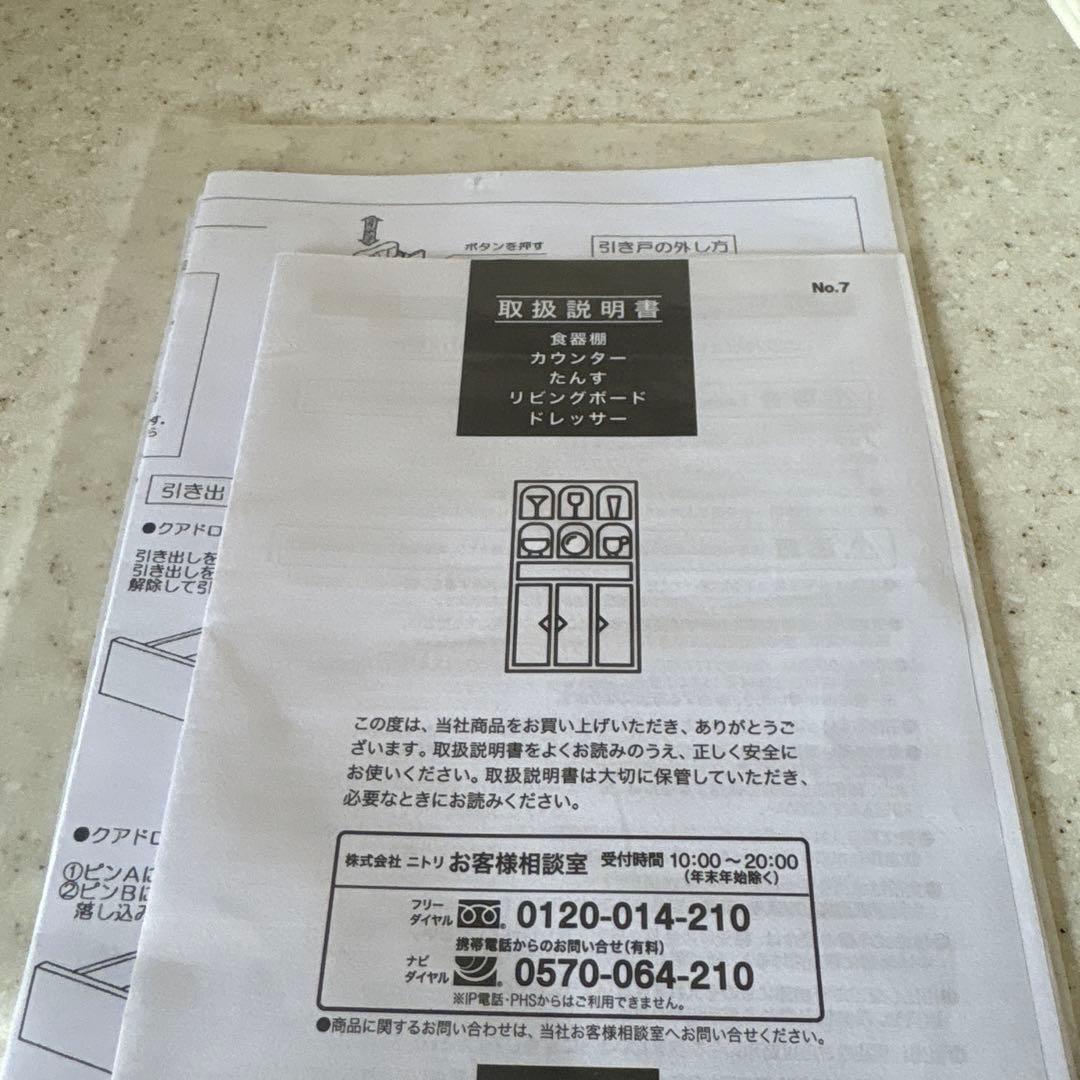 ボタンを押す
引き戸の外し方
No.7
取扱説明書
食器棚
カウンター
たんす
リビングボード
ドレッサー
す。
ら
引き出
●クアドロ
引き出しを
引き出しを
解除して引
●クアドロ
①ピンAに
②ピンBに
落し込み
この度は、当社商品をお買い上げいただき、ありがとうご
ざいます。取扱説明書をよくお読みのうえ、正しく安全に
お使いください。取扱説明書は大切に保管していただき、
必要なときにお読みください。
株式会社 ニトリ お客様相談室 受付時間 10:00～20:00
(年末年始除く)
フリー
ダイヤル 0120-014-210
携帯電話からのお問い合せ(有料)
ナビ
ダイヤル 0570-064-210
※IP電話・PHSからはご利用できません。
●商品に関するお問い合わせは、当社お客様相談室へお問い合せください。